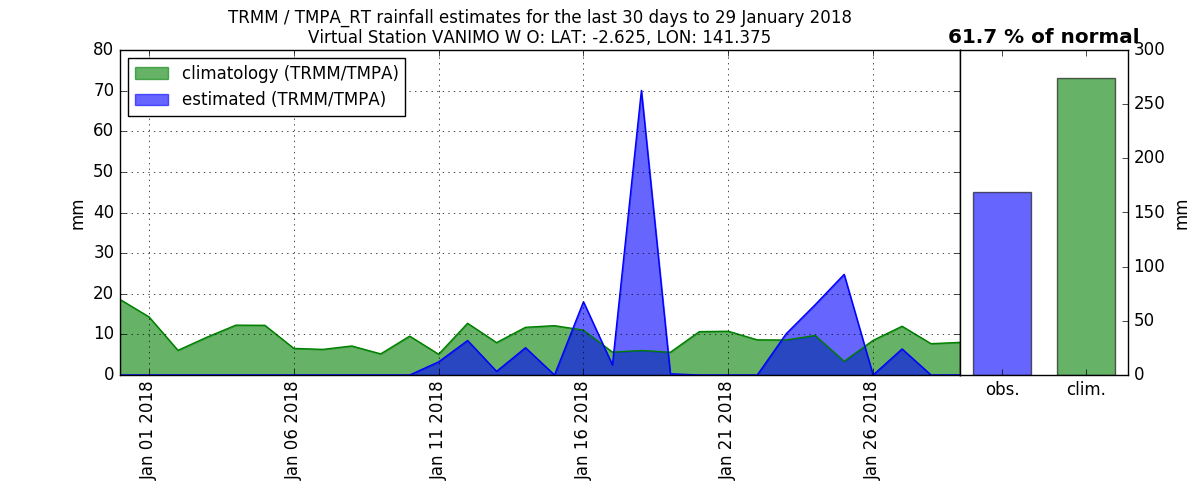 TRMM / TMPA_RT rainfall estimates for the last 30 days to 29 January 2018
Virtual Station VANIMO W O: LAT: -2.625, LON: 141.375
61.7 % of normal
climatology (TRMM/TMPA)
estimated (TRMM/TMPA)
mm
80
70
60
50
40
30
20
10
0
Jan 01 2018
Jan 06 2018
Jan 11 2018
Jan 16 2018
Jan 21 2018
Jan 26 2018
300
250
200
150
100
50
0
mm
obs.
clim.